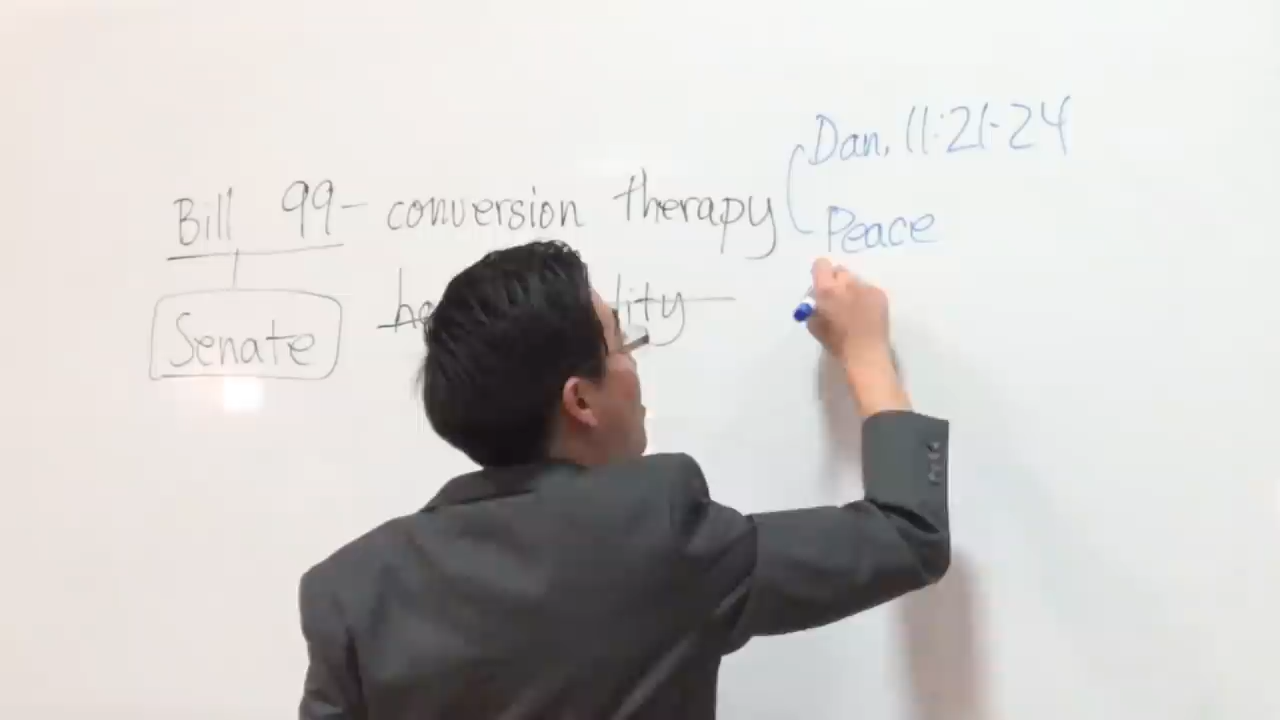 Bill 99- conversion therapy
Senate
Dan. 11:21-24
Peace